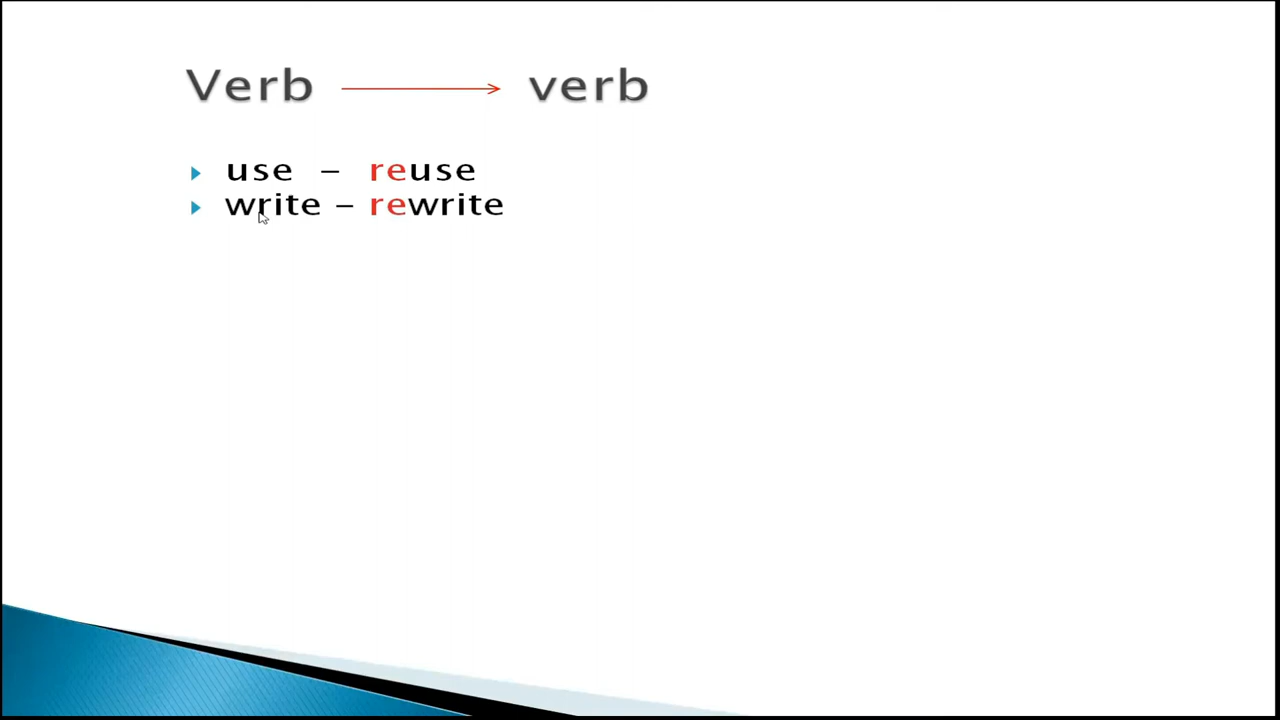 Verb verb
use – reuse
write – rewrite